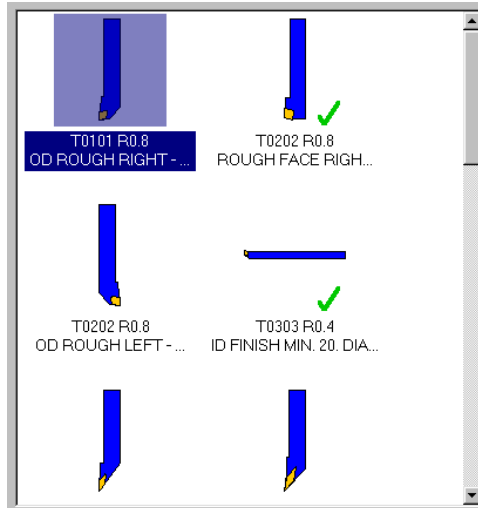 T0101 R0.8
OD ROUGH RIGHT - ...
T0202 R0.8
ROUGH FACE RIGH...
T0202 R0.8
OD ROUGH LEFT - ...
T0303 R0.4
ID FINISH MIN. 20. DIA...